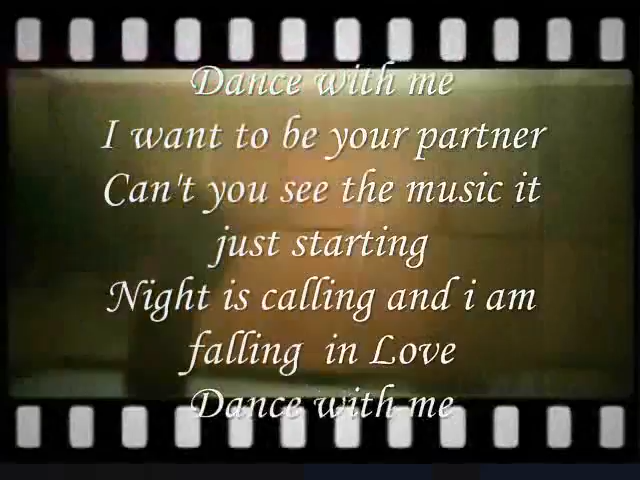 Dance with me
I want to be your partner
Can't you see the music it
just starting
Night is calling and i am
falling  in Love
Dance with me